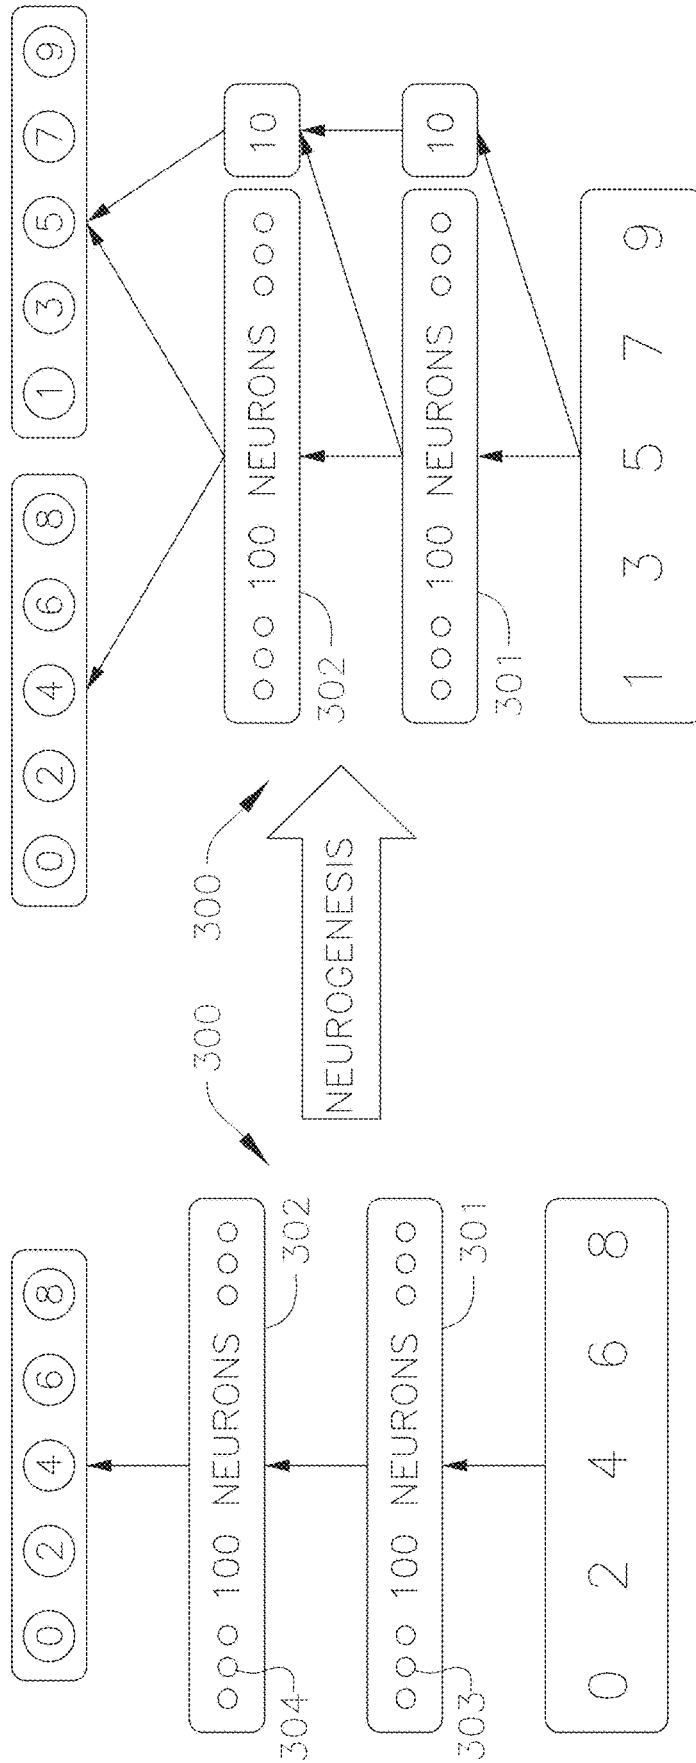 0 2 4 6 8
304 ○○○ 100 NEURONS ○○○
302
303 ○○○ 100 NEURONS ○○○
301
0 2 4 6 8
300
300
NEUROGENESIS
0 2 4 6 8
1 3 5 7 9
○○○ 100 NEURONS ○○○
10
302
○○○ 100 NEURONS ○○○
10
301
1 3 5 7 9